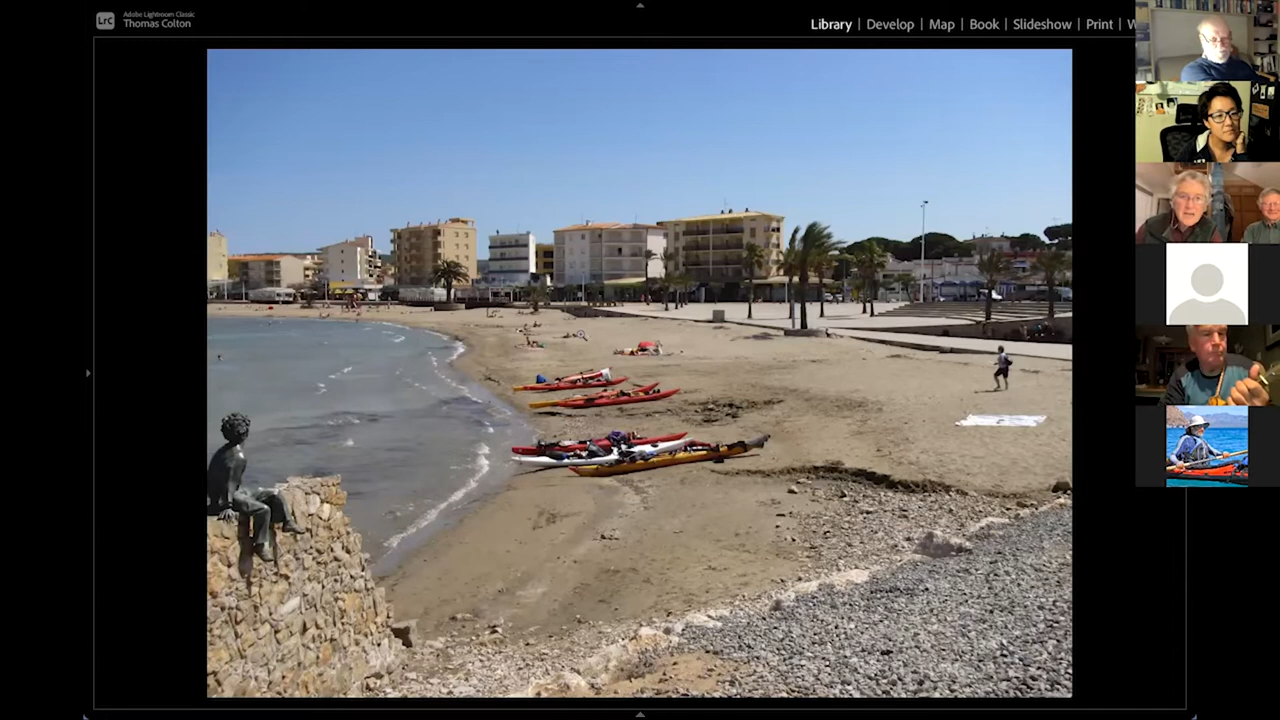 LrC
Adobe Lightroom Classic
Thomas Colton
Library | Develop | Map | Book | Slideshow | Print | W